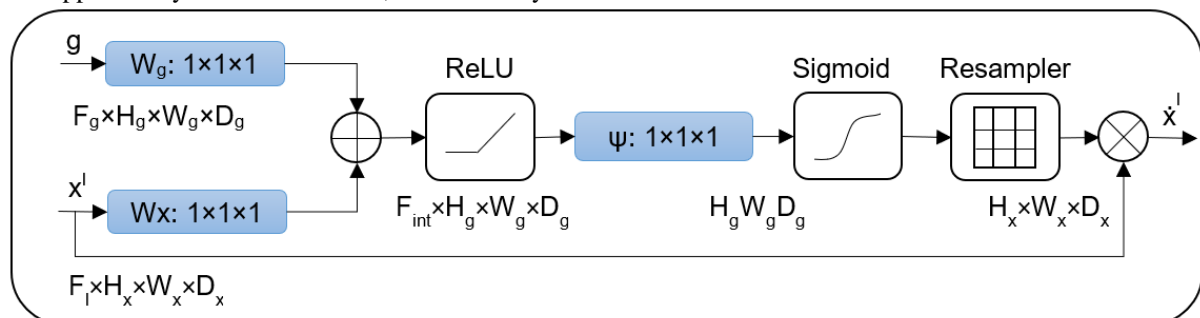 g
Wg: 1×1×1
Fg×Hg×Wg×Dg
ReLU
Sigmoid
Resampler
ẋˡ
ψ: 1×1×1
xˡ
Wx: 1×1×1
Fint×Hg×Wg×Dg
HgWgDg
Hx×Wx×Dx
Fl×Hx×Wx×Dx